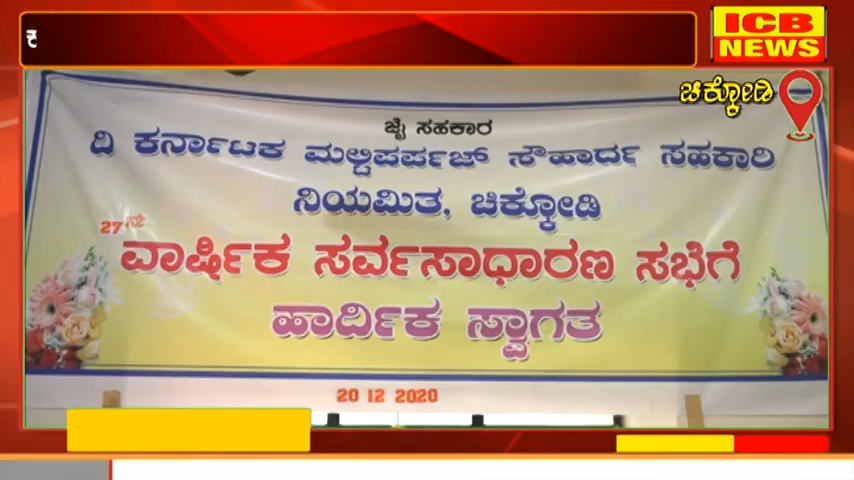 ICB
NEWS
ಚಿಕ್ಕೋಡಿ
ಜೈ ಸಹಕಾರ
ದಿ ಕರ್ನಾಟಕ ಮಲ್ಟಿಪರ್ಪಜ್ ಸೌಹಾರ್ದ ಸಹಕಾರಿ
ನಿಯಮಿತ, ಚಿಕ್ಕೋಡಿ
27ನೇ
ವಾರ್ಷಿಕ ಸರ್ವಸಾಧಾರಣ ಸಭೆಗೆ
ಹಾರ್ದಿಕ ಸ್ವಾಗತ
20 12 2020